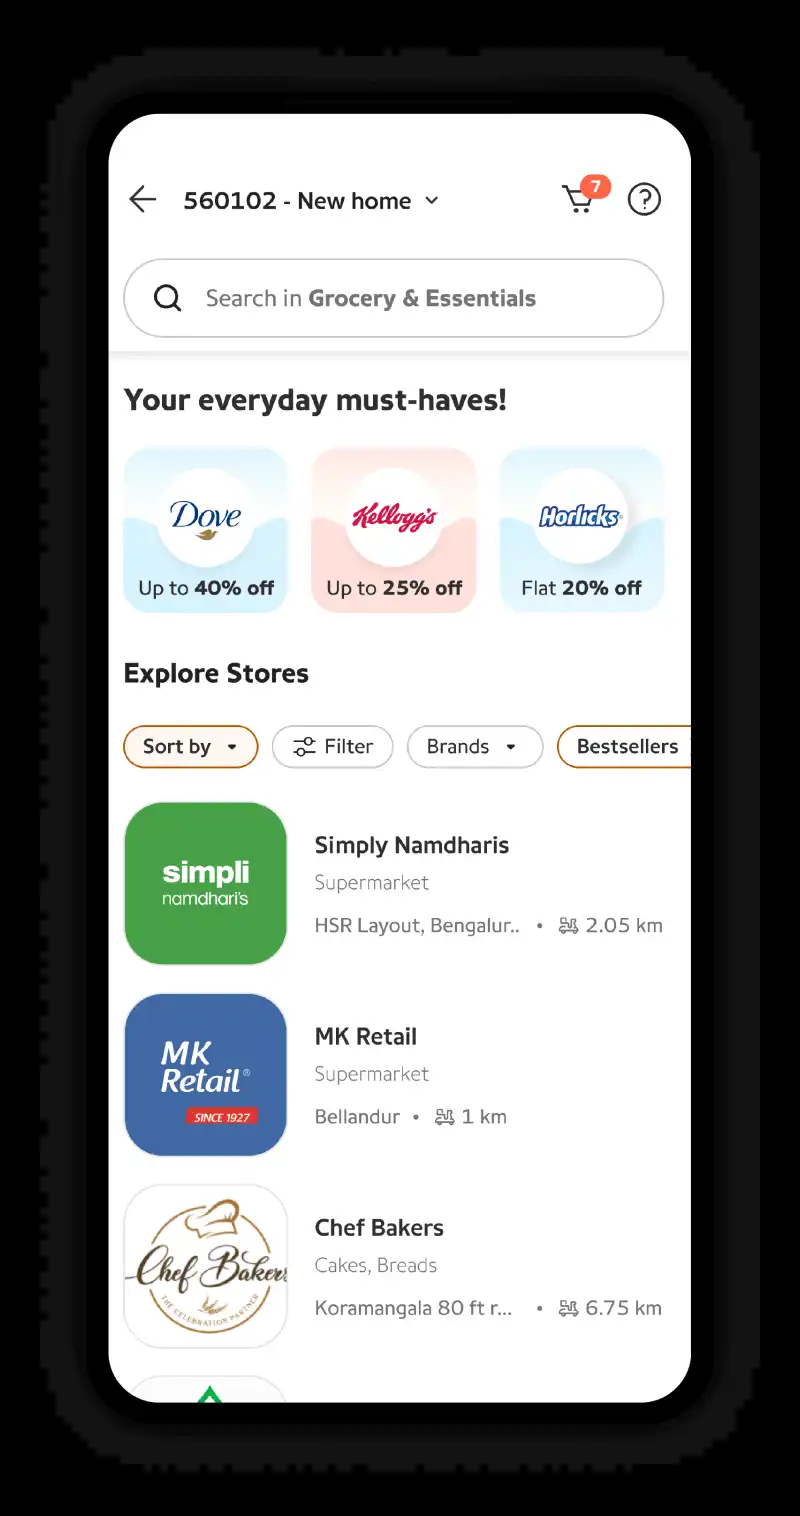 560102 - New home
7
?
Search in Grocery & Essentials
Your everyday must-haves!
Dove
Kellogg's
Horlicks®
Up to 40% off
Up to 25% off
Flat 20% off
Explore Stores
Sort by
Filter
Brands
Bestsellers
simpli
namdhari's
Simply Namdharis
Supermarket
HSR Layout, Bengalur.. • 2.05 km
MK
Retail®
SINCE 1927
MK Retail
Supermarket
Bellandur • 1 km
Chef Bakers
THE CELEBRATION PARTNER
Chef Bakers
Cakes, Breads
Koramangala 80 ft r... • 6.75 km